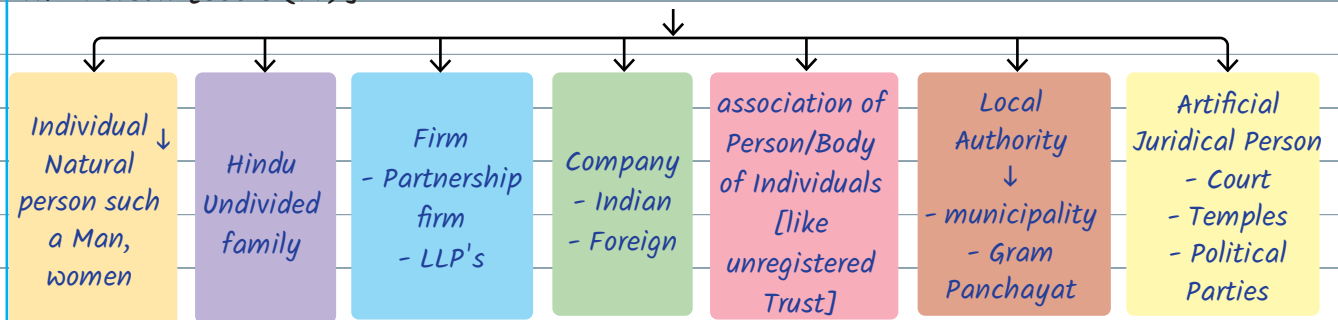 Individual ↓
Natural
person such
a Man,
women
Hindu
Undivided
family
Firm
- Partnership
firm
- LLP's
Company
- Indian
- Foreign
association of
Person/Body
of Individuals
[like
unregistered
Trust]
Local
Authority
↓
- municipality
- Gram
Panchayat
Artificial
Juridical Person
- Court
- Temples
- Political
Parties